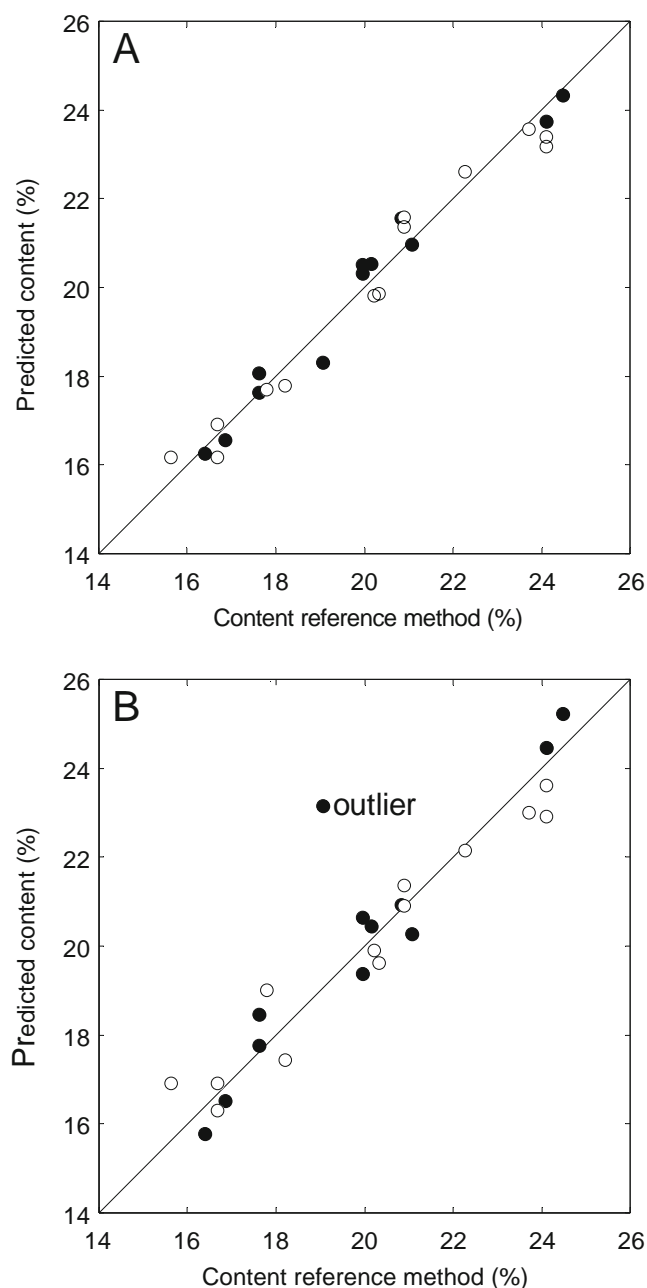 26
A
24
22
20
18
16
14
Predicted content (%)
14 16 18 20 22 24 26
Content reference method (%)
26
B
24
outlier
22
20
18
16
14
Predicted content (%)
14 16 18 20 22 24 26
Content reference method (%)